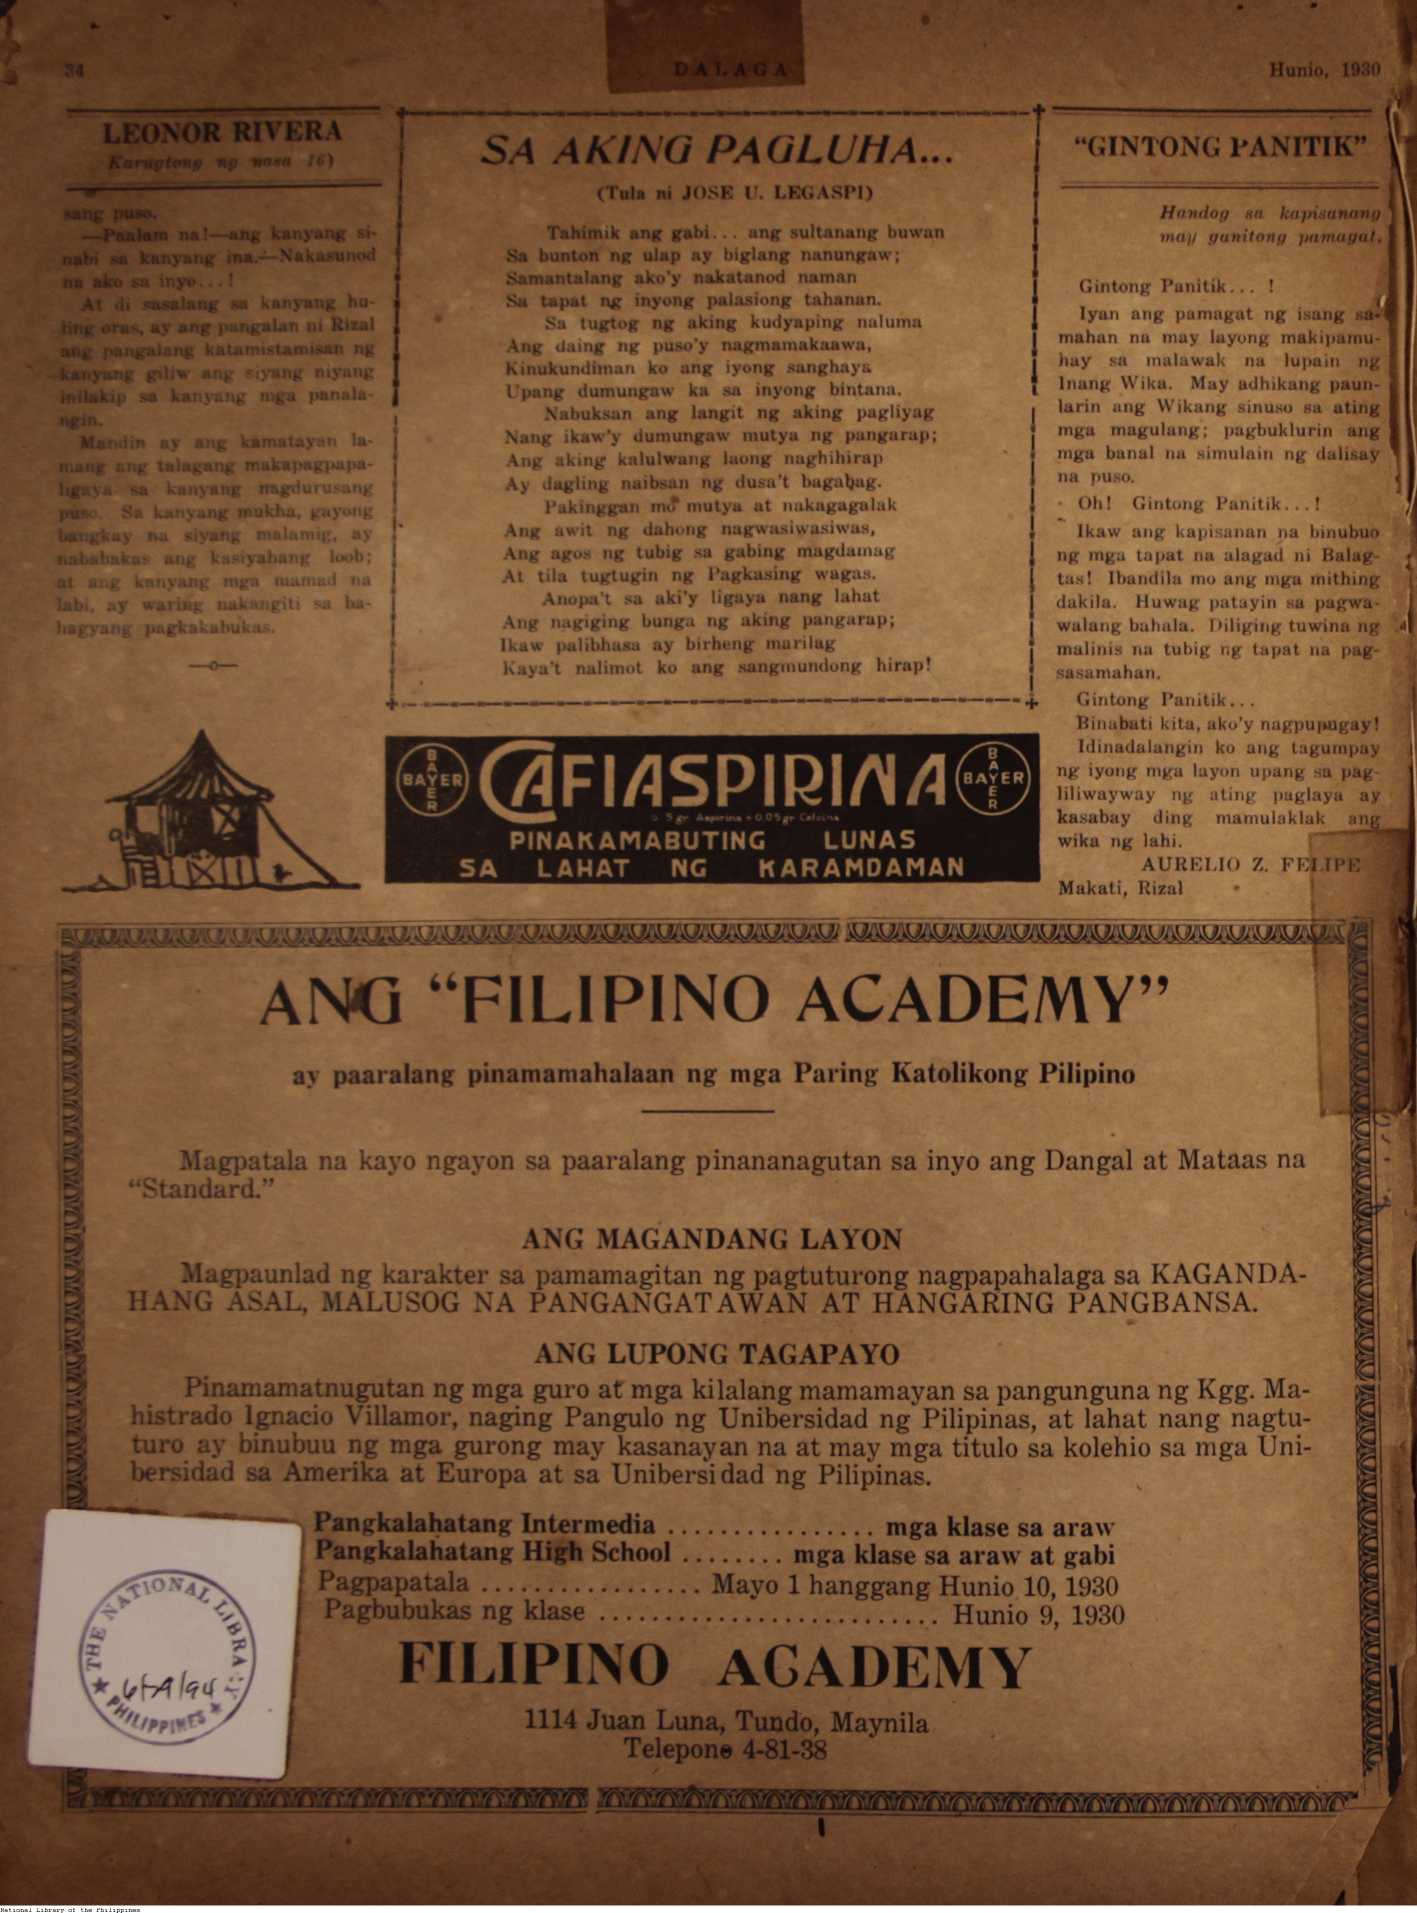 34
DALAGA
Hunio, 1930
LEONOR RIVERA
Karugtong ng nasa 16)
sang puso.
—Paalam na!—ang kanyang si-
nabi sa kanyang ina.—Nakasunod
na ako sa inyo...!
At di sasalang sa kanyang hu-
ling oras, ay ang pangalan ni Rizal
ang pangalang katamistamisan ng
kanyang giliw ang siyang niyang
inilakip sa kanyang mga panala-
ngin.
Mandin ay ang kamatayan la-
mang ang talagang makapagpapa-
ligaya sa kanyang nagdurusang
puso. Sa kanyang mukha, gayong
bangkay na siyang malamig, ay
nababakas ang kasiyahang loob;
at ang kanyang mga mamad na
labi, ay waring nakangiti sa ba-
hagyang pagkakabukas.
SA AKING PAGLUHA...
(Tula ni JOSE U. LEGASPI)
Tahimik ang gabi... ang sultanang buwan
Sa bunton ng ulap ay biglang nanungaw;
Samantalang ako'y nakatanod naman
Sa tapat ng inyong palasiong tahanan.
Sa tugtog ng aking kudyaping naluma
Ang daing ng puso'y nagmamakaawa,
Kinukundiman ko ang iyong sanghaya
Upang dumungaw ka sa inyong bintana.
Nabuksan ang langit ng aking pagliyag
Nang ikaw'y dumungaw mutya ng pangarap;
Ang aking kalulwang laong naghihirap
Ay dagling naibsan ng dusa't bagabag.
Pakinggan mo mutya at nakagagalak
Ang awit ng dahong nagwasiwasiwas,
Ang agos ng tubig sa gabing magdamag
At tila tugtugin ng Pagkasing wagas.
Anopa't sa aki'y ligaya nang lahat
Ang nagiging bunga ng aking pangarap;
Ikaw palibhasa ay birheng marilag
Kaya't nalimot ko ang sangmundong hirap!
BAYER
BAYER
CAFIASPIRINA
BAYER
BAYER
0.5 gr Aspirina + 0.05 gr Cafeina
PINAKAMABUTING LUNAS
SA LAHAT NG KARAMDAMAN
"GINTONG PANITIK"
Handog sa kapisanang
may ganitong pamagat.
Gintong Panitik... !
Iyan ang pamagat ng isang sa-
mahan na may layong makipamu-
hay sa malawak na lupain ng
Inang Wika. May adhikang paun-
larin ang Wikang sinuso sa ating
mga magulang; pagbuklurin ang
mga banal na simulain ng dalisay
na puso.
Oh! Gintong Panitik...!
Ikaw ang kapisanan na binubuo
ng mga tapat na alagad ni Balag-
tas! Ibandila mo ang mga mithing
dakila. Huwag patayin sa pagwa-
walang bahala. Diliging tuwina ng
malinis na tubig ng tapat na pag-
sasamahan.
Gintong Panitik...
Binabati kita, ako'y nagpupugay!
Idinadalangin ko ang tagumpay
ng iyong mga layon upang sa pag-
liliwayway ng ating paglaya ay
kasabay ding mamulaklak ang
wika ng lahi.
AURELIO Z. FELIPE
Makati, Rizal
ANG "FILIPINO ACADEMY"
ay paaralang pinamamahalaan ng mga Paring Katolikong Pilipino
Magpatala na kayo ngayon sa paaralang pinananagutan sa inyo ang Dangal at Mataas na
"Standard."
ANG MAGANDANG LAYON
Magpaunlad ng karakter sa pamamagitan ng pagtuturong nagpapahalaga sa KAGANDA-
HANG ASAL, MALUSOG NA PANGANGATAWAN AT HANGARING PANGBANSA.
ANG LUPONG TAGAPAYO
Pinamamatnugutan ng mga guro at mga kilalang mamamayan sa pangunguna ng Kgg. Ma-
histrado Ignacio Villamor, naging Pangulo ng Unibersidad ng Pilipinas, at lahat nang nagtu-
turo ay binubuu ng mga gurong may kasanayan na at may mga titulo sa kolehio sa mga Uni-
bersidad sa Amerika at Europa at sa Unibersidad ng Pilipinas.
Pangkalahatang Intermedia ................ mga klase sa araw
Pangkalahatang High School ........ mga klase sa araw at gabi
Pagpapatala ................. Mayo 1 hanggang Hunio 10, 1930
Pagbubukas ng klase .......................... Hunio 9, 1930
FILIPINO ACADEMY
1114 Juan Luna, Tundo, Maynila
Telepono 4-81-38
THE NATIONAL LIBRARY
PHILIPPINES
National Library of the Philippines